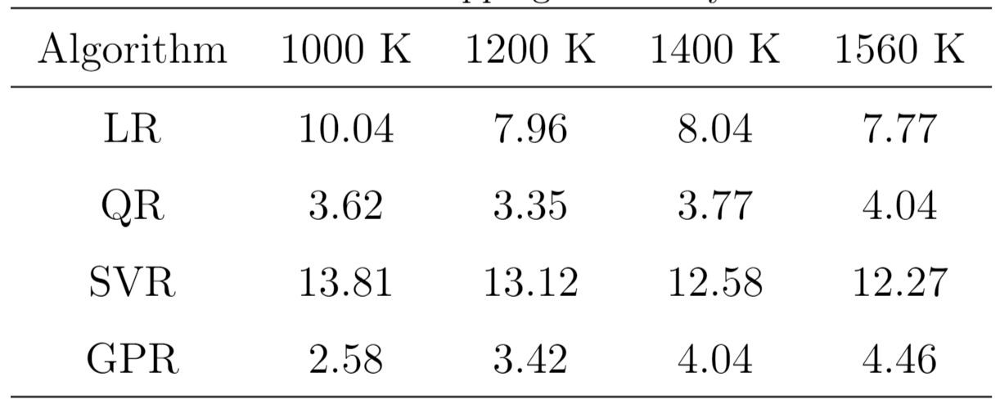 Algorithm 1000 K 1200 K 1400 K 1560 K
LR 10.04 7.96 8.04 7.77
QR 3.62 3.35 3.77 4.04
SVR 13.81 13.12 12.58 12.27
GPR 2.58 3.42 4.04 4.46